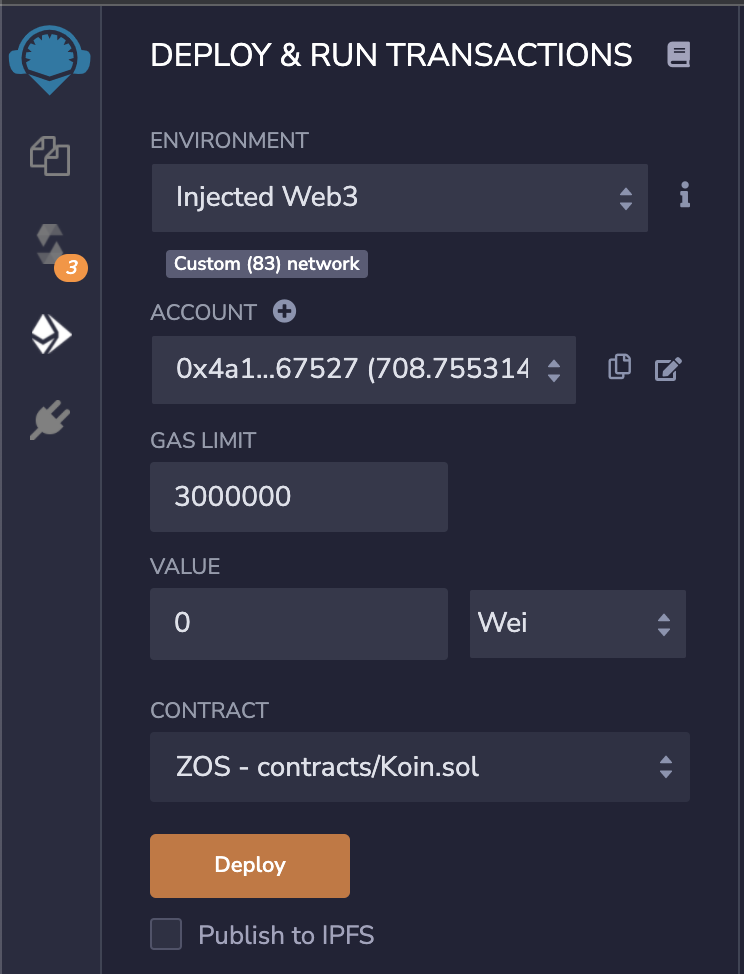 DEPLOY & RUN TRANSACTIONS
ENVIRONMENT
Injected Web3
3
Custom (83) network
ACCOUNT
0x4a1...67527 (708.755314
GAS LIMIT
3000000
VALUE
0 Wei
CONTRACT
ZOS - contracts/Koin.sol
Deploy
Publish to IPFS